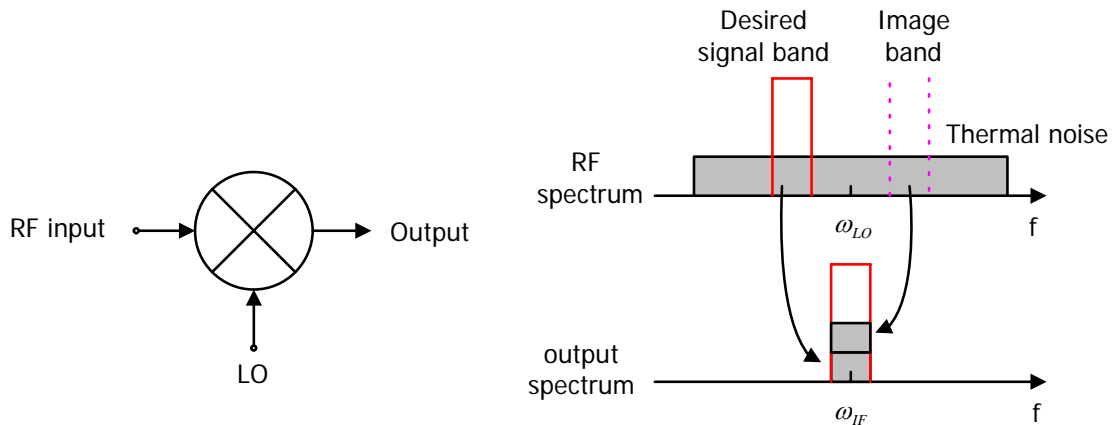 RF input
Output
LO
Desired
signal band
Image
band
Thermal noise
RF
spectrum
ω_LO
f
output
spectrum
ω_IF
f